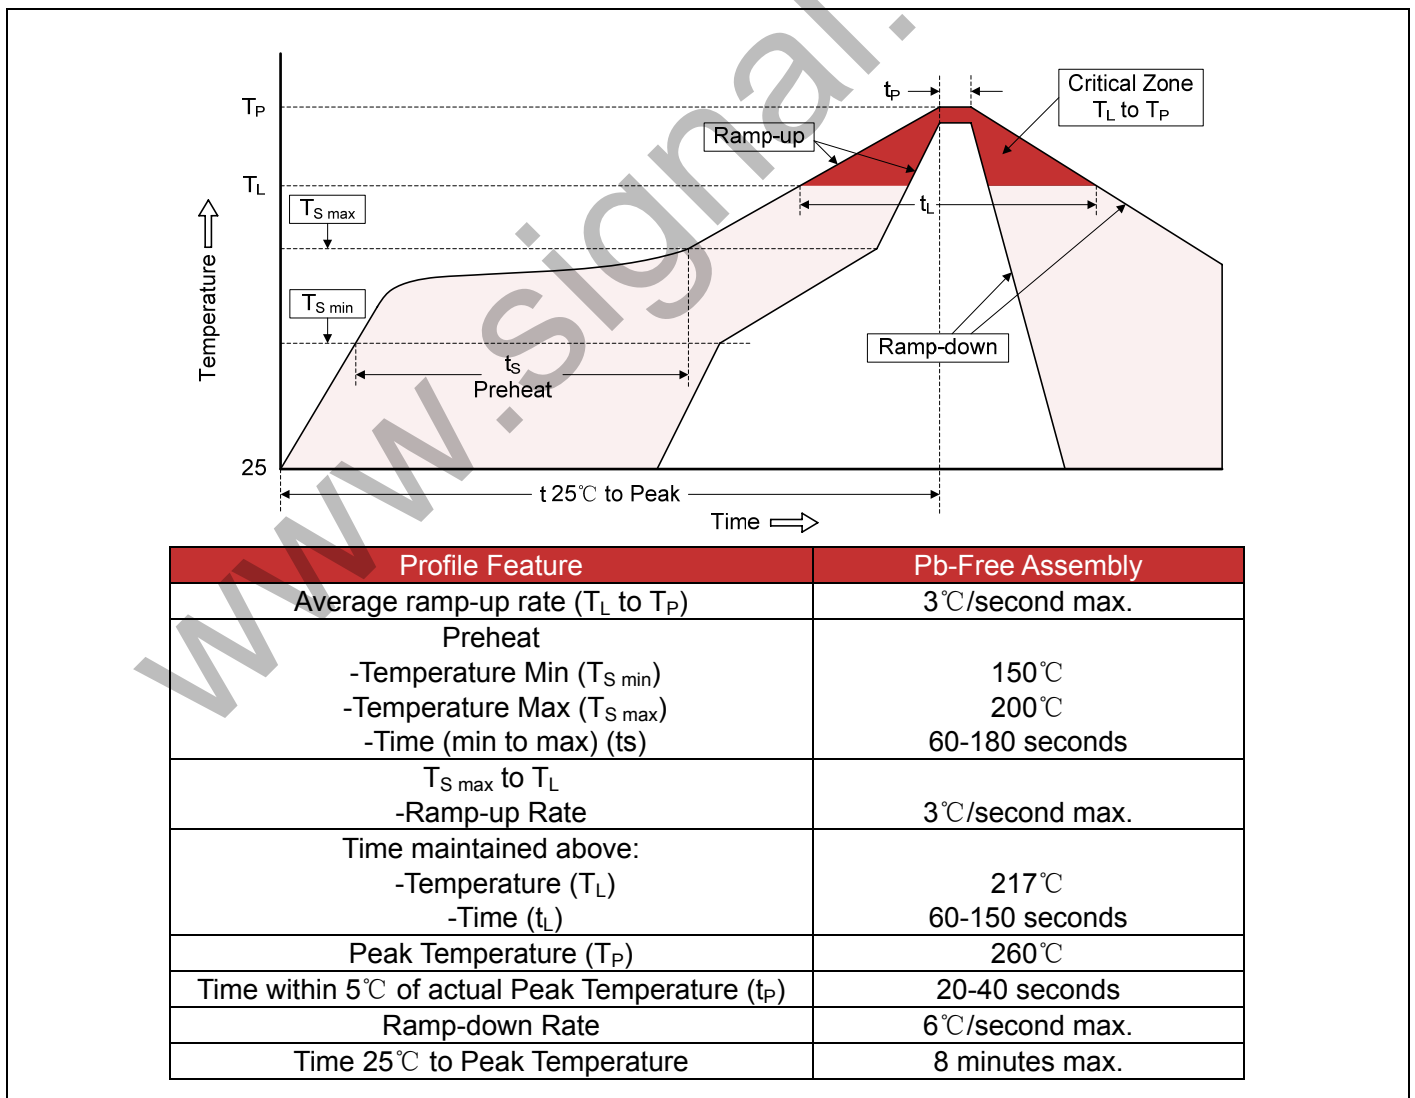 T_P
t_P
Critical Zone
T_L to T_P
Ramp-up
T_L
T_S max
t_L
T_S min
Temperature
Ramp-down
t_S
Preheat
25
t 25℃ to Peak
Time
Profile Feature Pb-Free Assembly
Average ramp-up rate (T_L to T_P) 3℃/second max.
Preheat
-Temperature Min (T_S min) 150℃
-Temperature Max (T_S max) 200℃
-Time (min to max) (ts) 60-180 seconds
T_S max to T_L
-Ramp-up Rate 3℃/second max.
Time maintained above:
-Temperature (T_L) 217℃
-Time (t_L) 60-150 seconds
Peak Temperature (T_P) 260℃
Time within 5℃ of actual Peak Temperature (t_P) 20-40 seconds
Ramp-down Rate 6℃/second max.
Time 25℃ to Peak Temperature 8 minutes max.
www.signal.